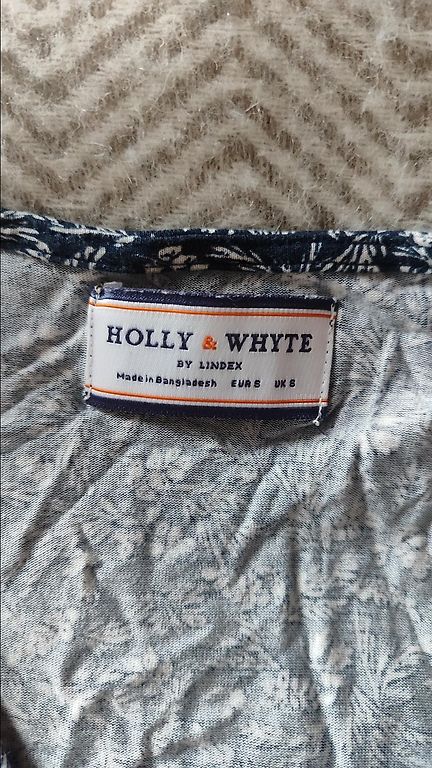 HOLLY & WHYTE
BY LINDEX
Made in Bangladesh EUR S UK S